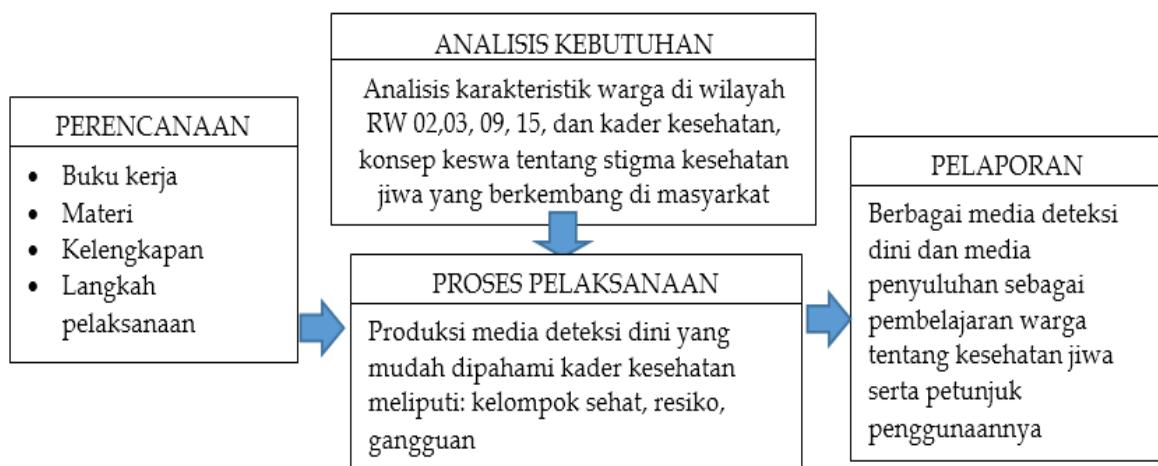 PERENCANAAN
• Buku kerja
• Materi
• Kelengkapan
• Langkah
pelaksanaan
ANALISIS KEBUTUHAN
Analisis karakteristik warga di wilayah
RW 02,03, 09, 15, dan kader kesehatan,
konsep keswa tentang stigma kesehatan
jiwa yang berkembang di masyarkat
PROSES PELAKSANAAN
Produksi media deteksi dini yang
mudah dipahami kader kesehatan
meliputi: kelompok sehat, resiko,
gangguan
PELAPORAN
Berbagai media deteksi
dini dan media
penyuluhan sebagai
pembelajaran warga
tentang kesehatan jiwa
serta petunjuk
penggunaannya